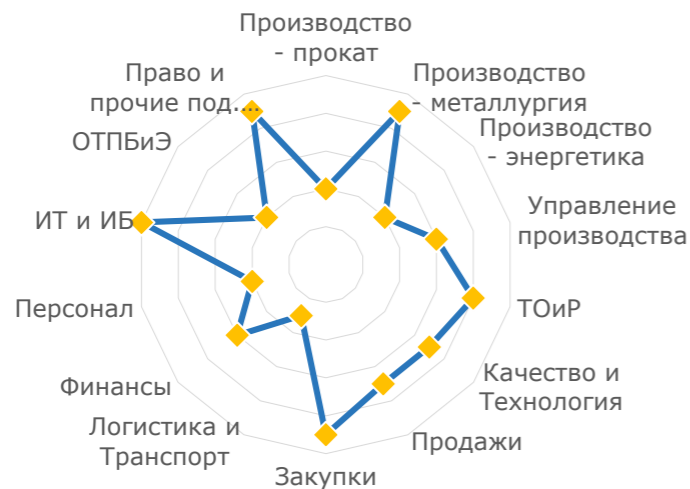 Производство
- прокат
Производство
- металлургия
Производство
- энергетика
Управление
производства
ТОиР
Качество и
Технология
Продажи
Закупки
Логистика и
Транспорт
Финансы
Персонал
ИТ и ИБ
ОТПБиЭ
Право и
прочие под….